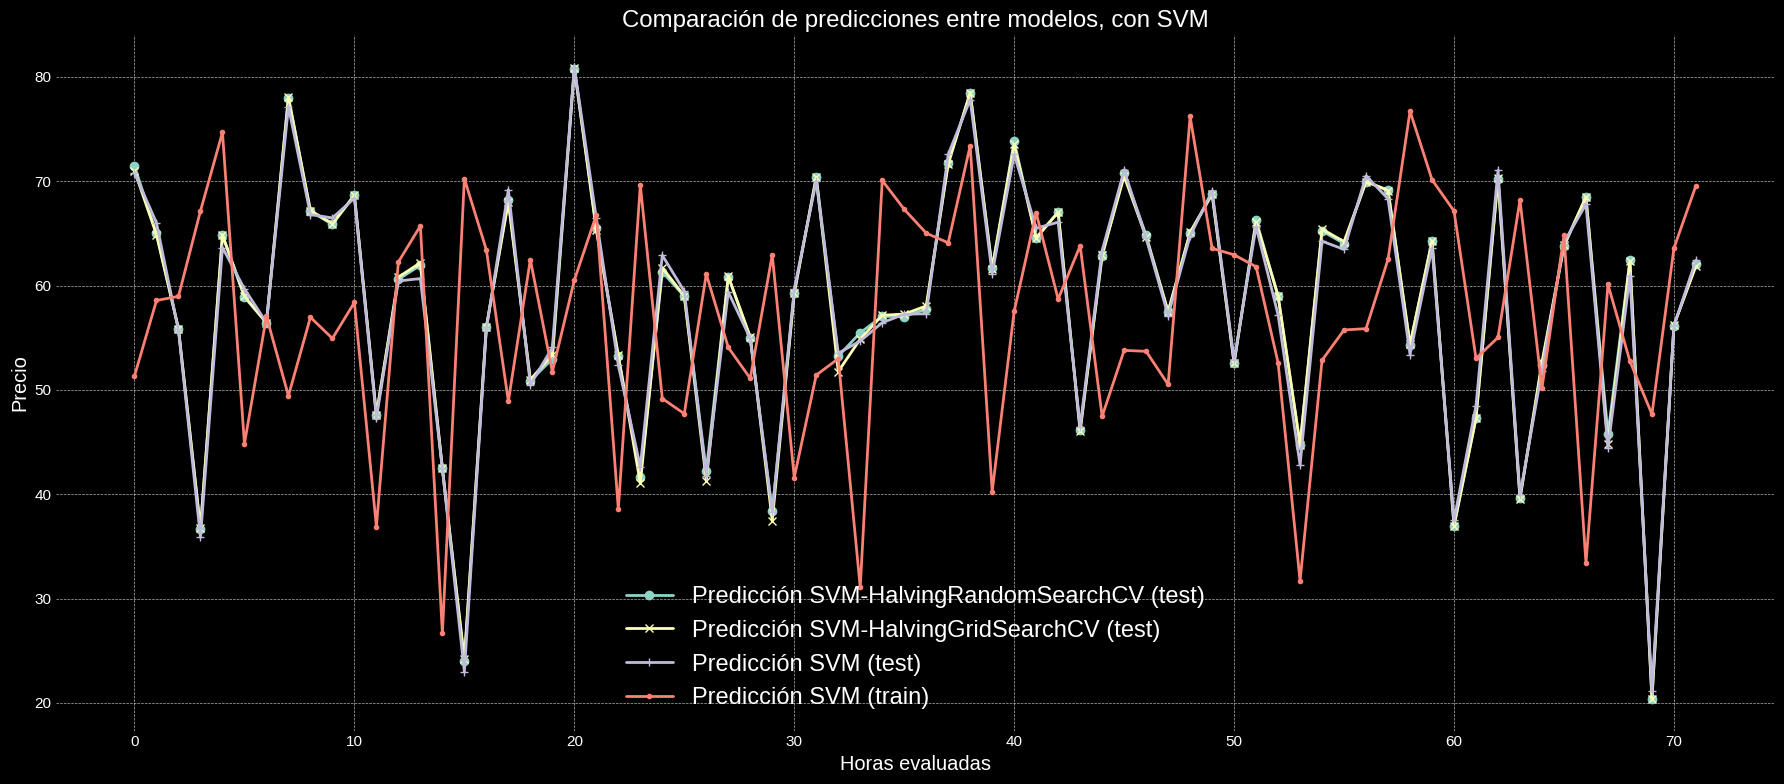 Comparación de predicciones entre modelos, con SVM
80
70
60
50
40
30
20
Precio
Predicción SVM-HalvingRandomSearchCV (test)
Predicción SVM-HalvingGridSearchCV (test)
Predicción SVM (test)
Predicción SVM (train)
0 10 20 30 40 50 60 70
Horas evaluadas